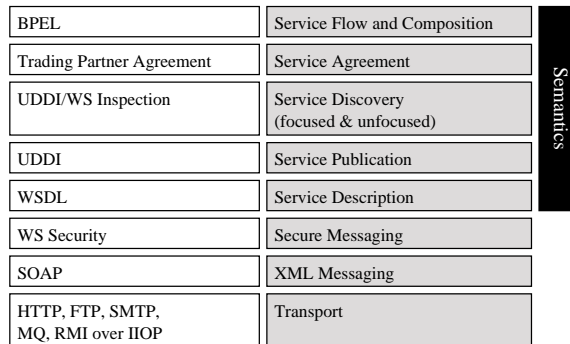 BPEL
Service Flow and Composition
Trading Partner Agreement
Service Agreement
UDDI/WS Inspection
Service Discovery
(focused & unfocused)
UDDI
Service Publication
WSDL
Service Description
WS Security
Secure Messaging
SOAP
XML Messaging
HTTP, FTP, SMTP,
MQ, RMI over IIOP
Transport
Semantics